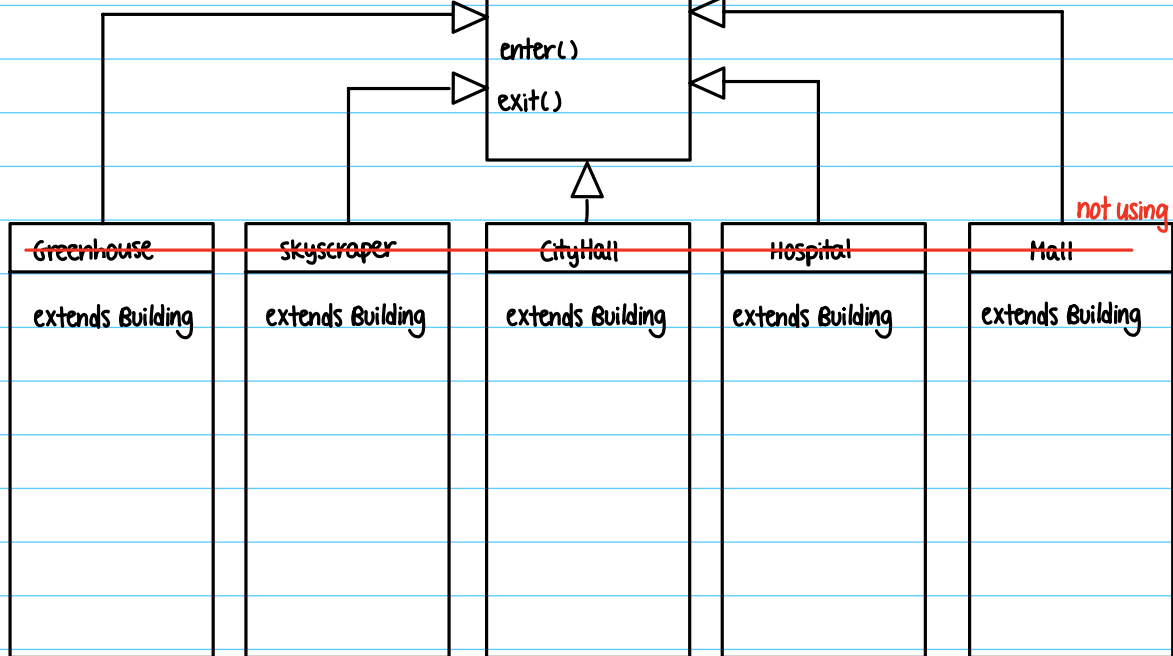 enter()
exit()
not using
Greenhouse
skyscraper
CityHall
Hospital
Mall
extends Building
extends Building
extends Building
extends Building
extends Building